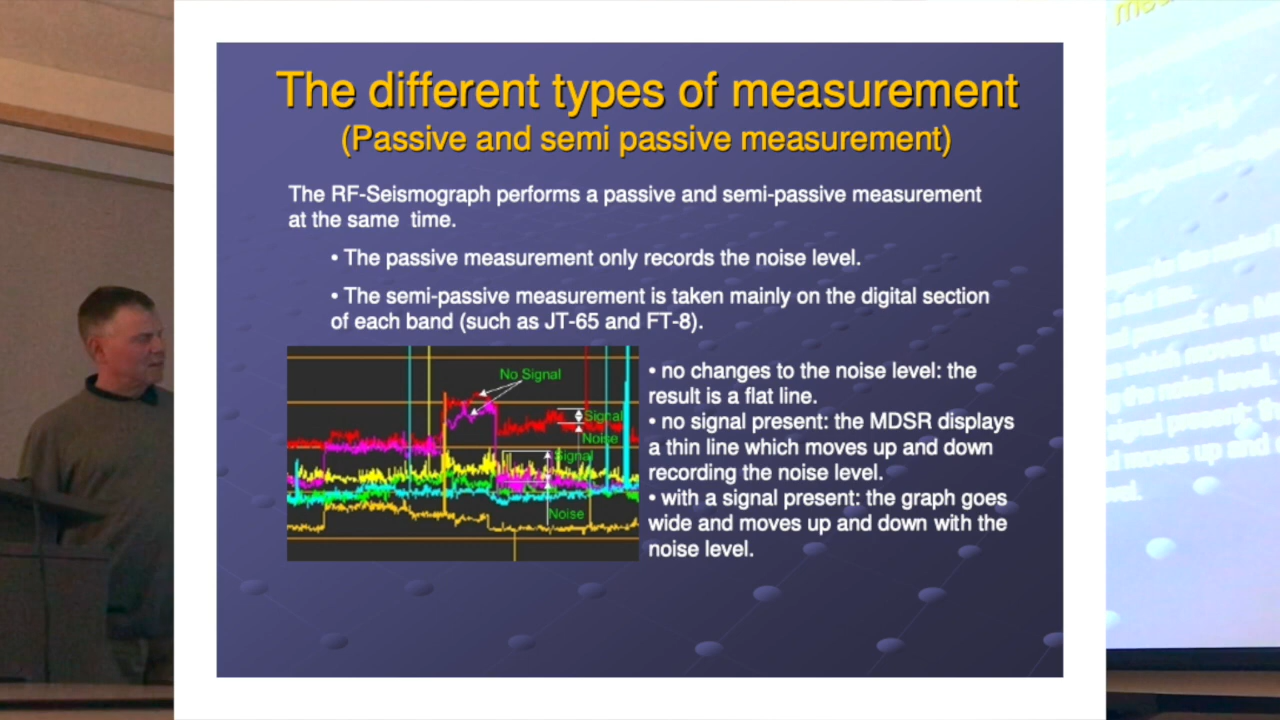 The different types of measurement
(Passive and semi passive measurement)
The RF-Seismograph performs a passive and semi-passive measurement
at the same time.
• The passive measurement only records the noise level.
• The semi-passive measurement is taken mainly on the digital section
of each band (such as JT-65 and FT-8).
No Signal
Signal
Noise
Signal
Noise
• no changes to the noise level: the
result is a flat line.
• no signal present: the MDSR displays
a thin line which moves up and down
recording the noise level.
• with a signal present: the graph goes
wide and moves up and down with the
noise level.